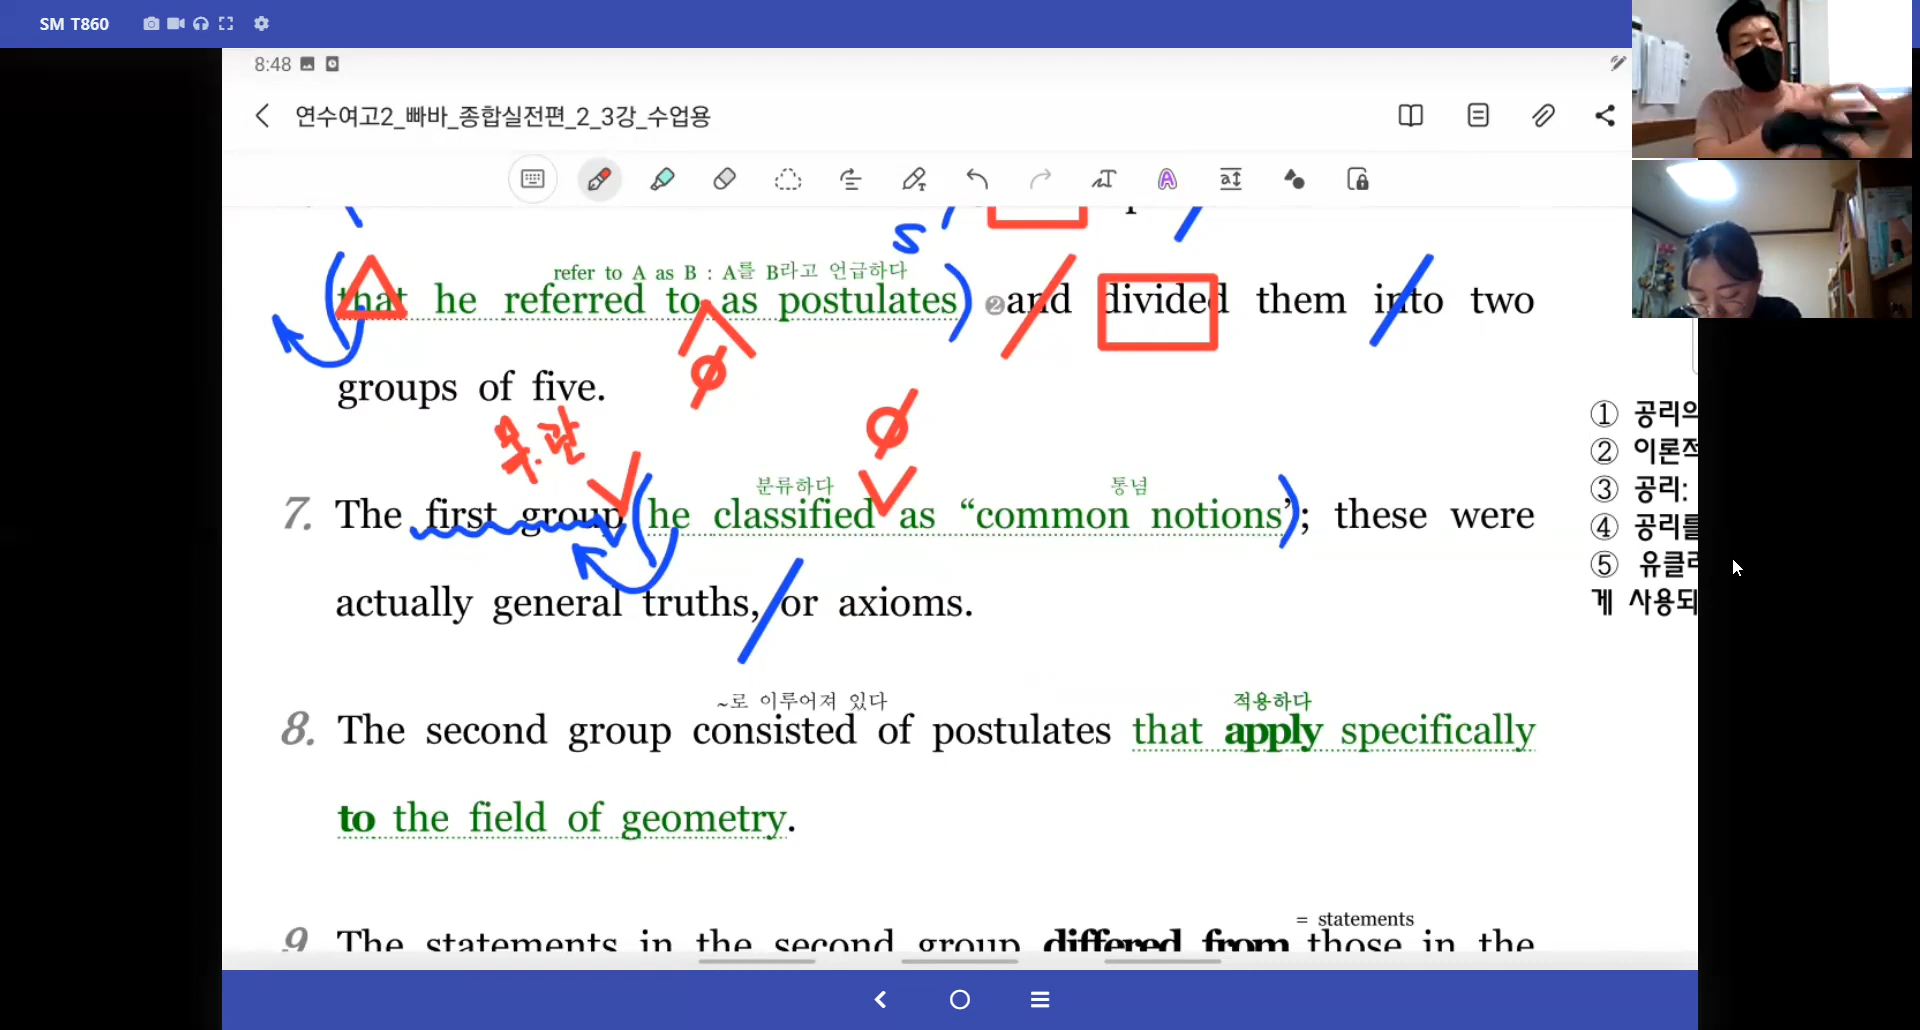 SM T860
8:48
연수여고2_빠바_종합실전편_2_3강_수업용
S
refer to A as B : A를 B라고 언급하다
that he referred to as postulates) ❷and divided them into two
groups of five.
무.관
분류하다 통념
7. The first group (he classified as “common notions”); these were
actually general truths, or axioms.
~로 이루어져 있다 적용하다
8. The second group consisted of postulates that apply specifically
to the field of geometry.
= statements
9 The statements in the second group differed from those in the
① 공리의
② 이론적
③ 공리:
④ 공리를
⑤ 유클리
게 사용되